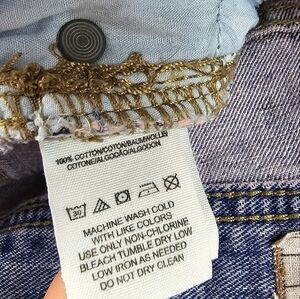 100% COTTON/COTON/BAUMWOLLE/
COTONE/ALGODÃO/ALGODON
30
MACHINE WASH COLD
WITH LIKE COLORS
USE ONLY NON-CHLORINE
BLEACH TUMBLE DRY LOW
LOW IRON AS NEEDED
DO NOT DRY CLEAN